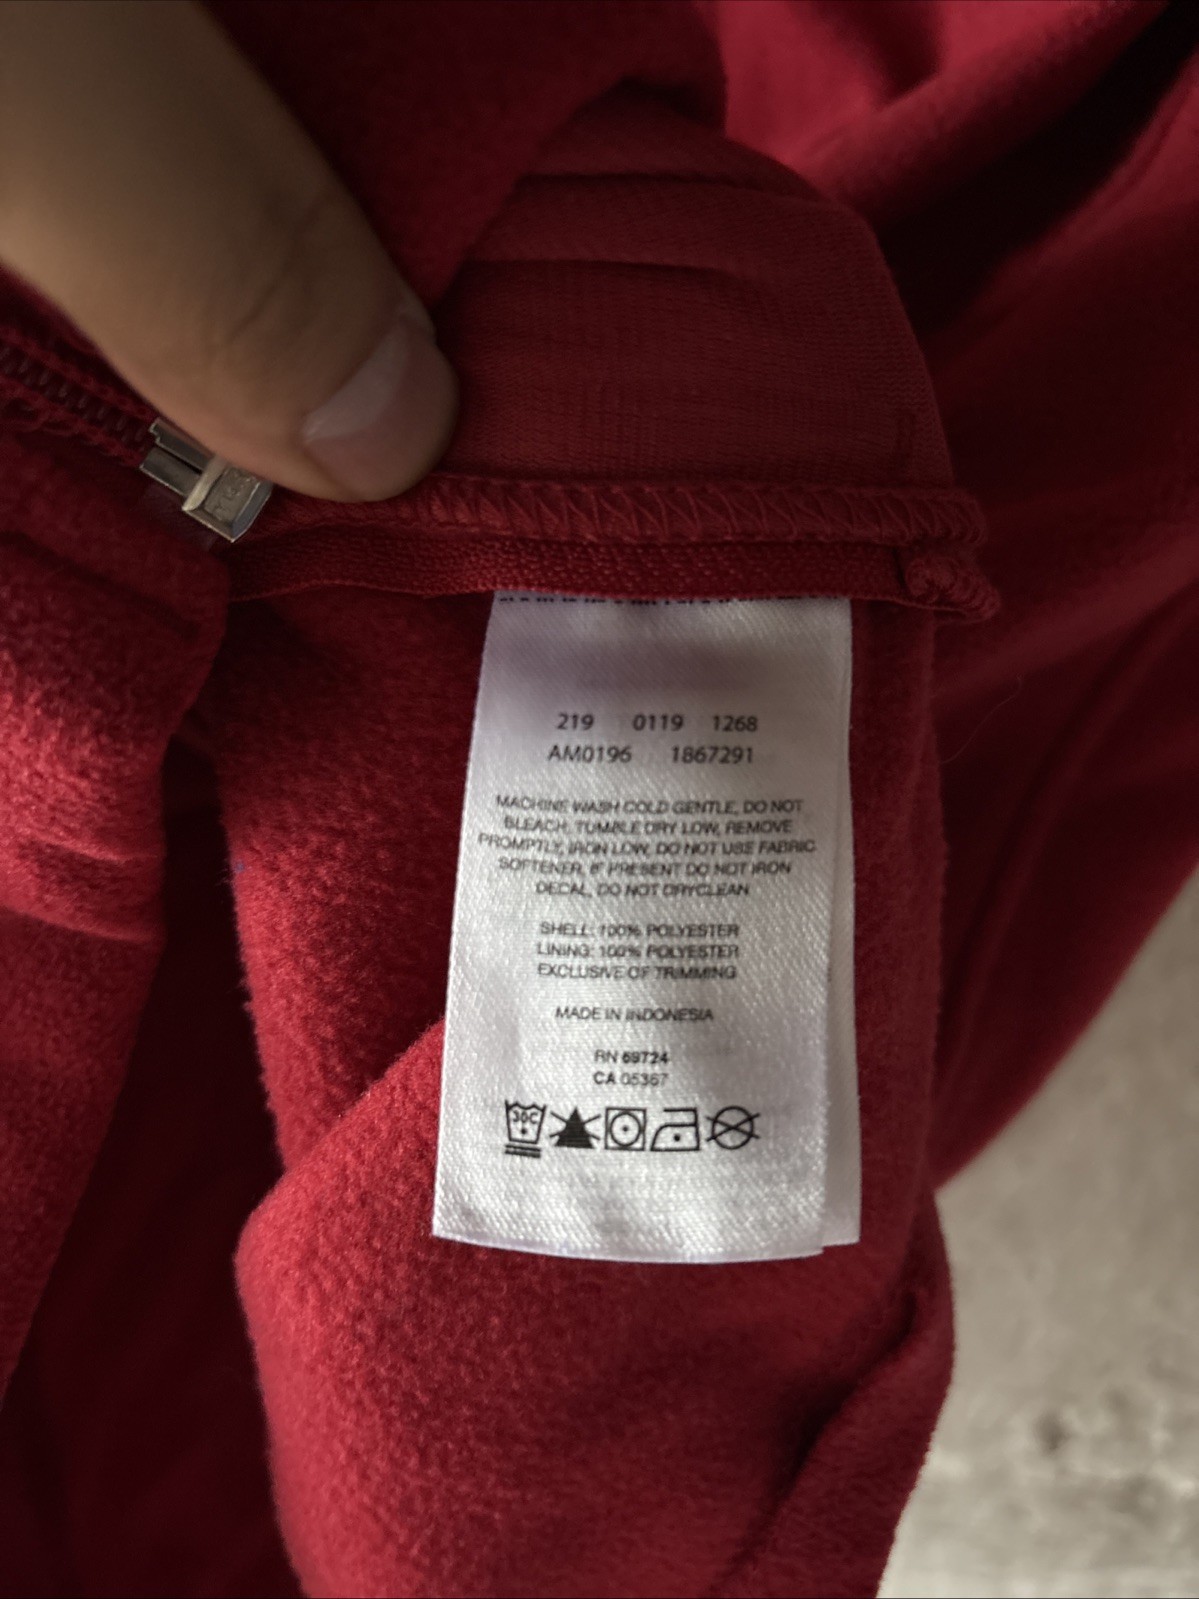 219 0119 1268
AM0196 1867291
MACHINE WASH COLD GENTLE, DO NOT
BLEACH, TUMBLE DRY LOW, REMOVE
PROMPTLY, IRON LOW, DO NOT USE FABRIC
SOFTENER, IF PRESENT DO NOT IRON
DECAL, DO NOT DRYCLEAN
SHELL: 100% POLYESTER
LINING: 100% POLYESTER
EXCLUSIVE OF TRIMMING
MADE IN INDONESIA
RN 69724
CA 05367
30C